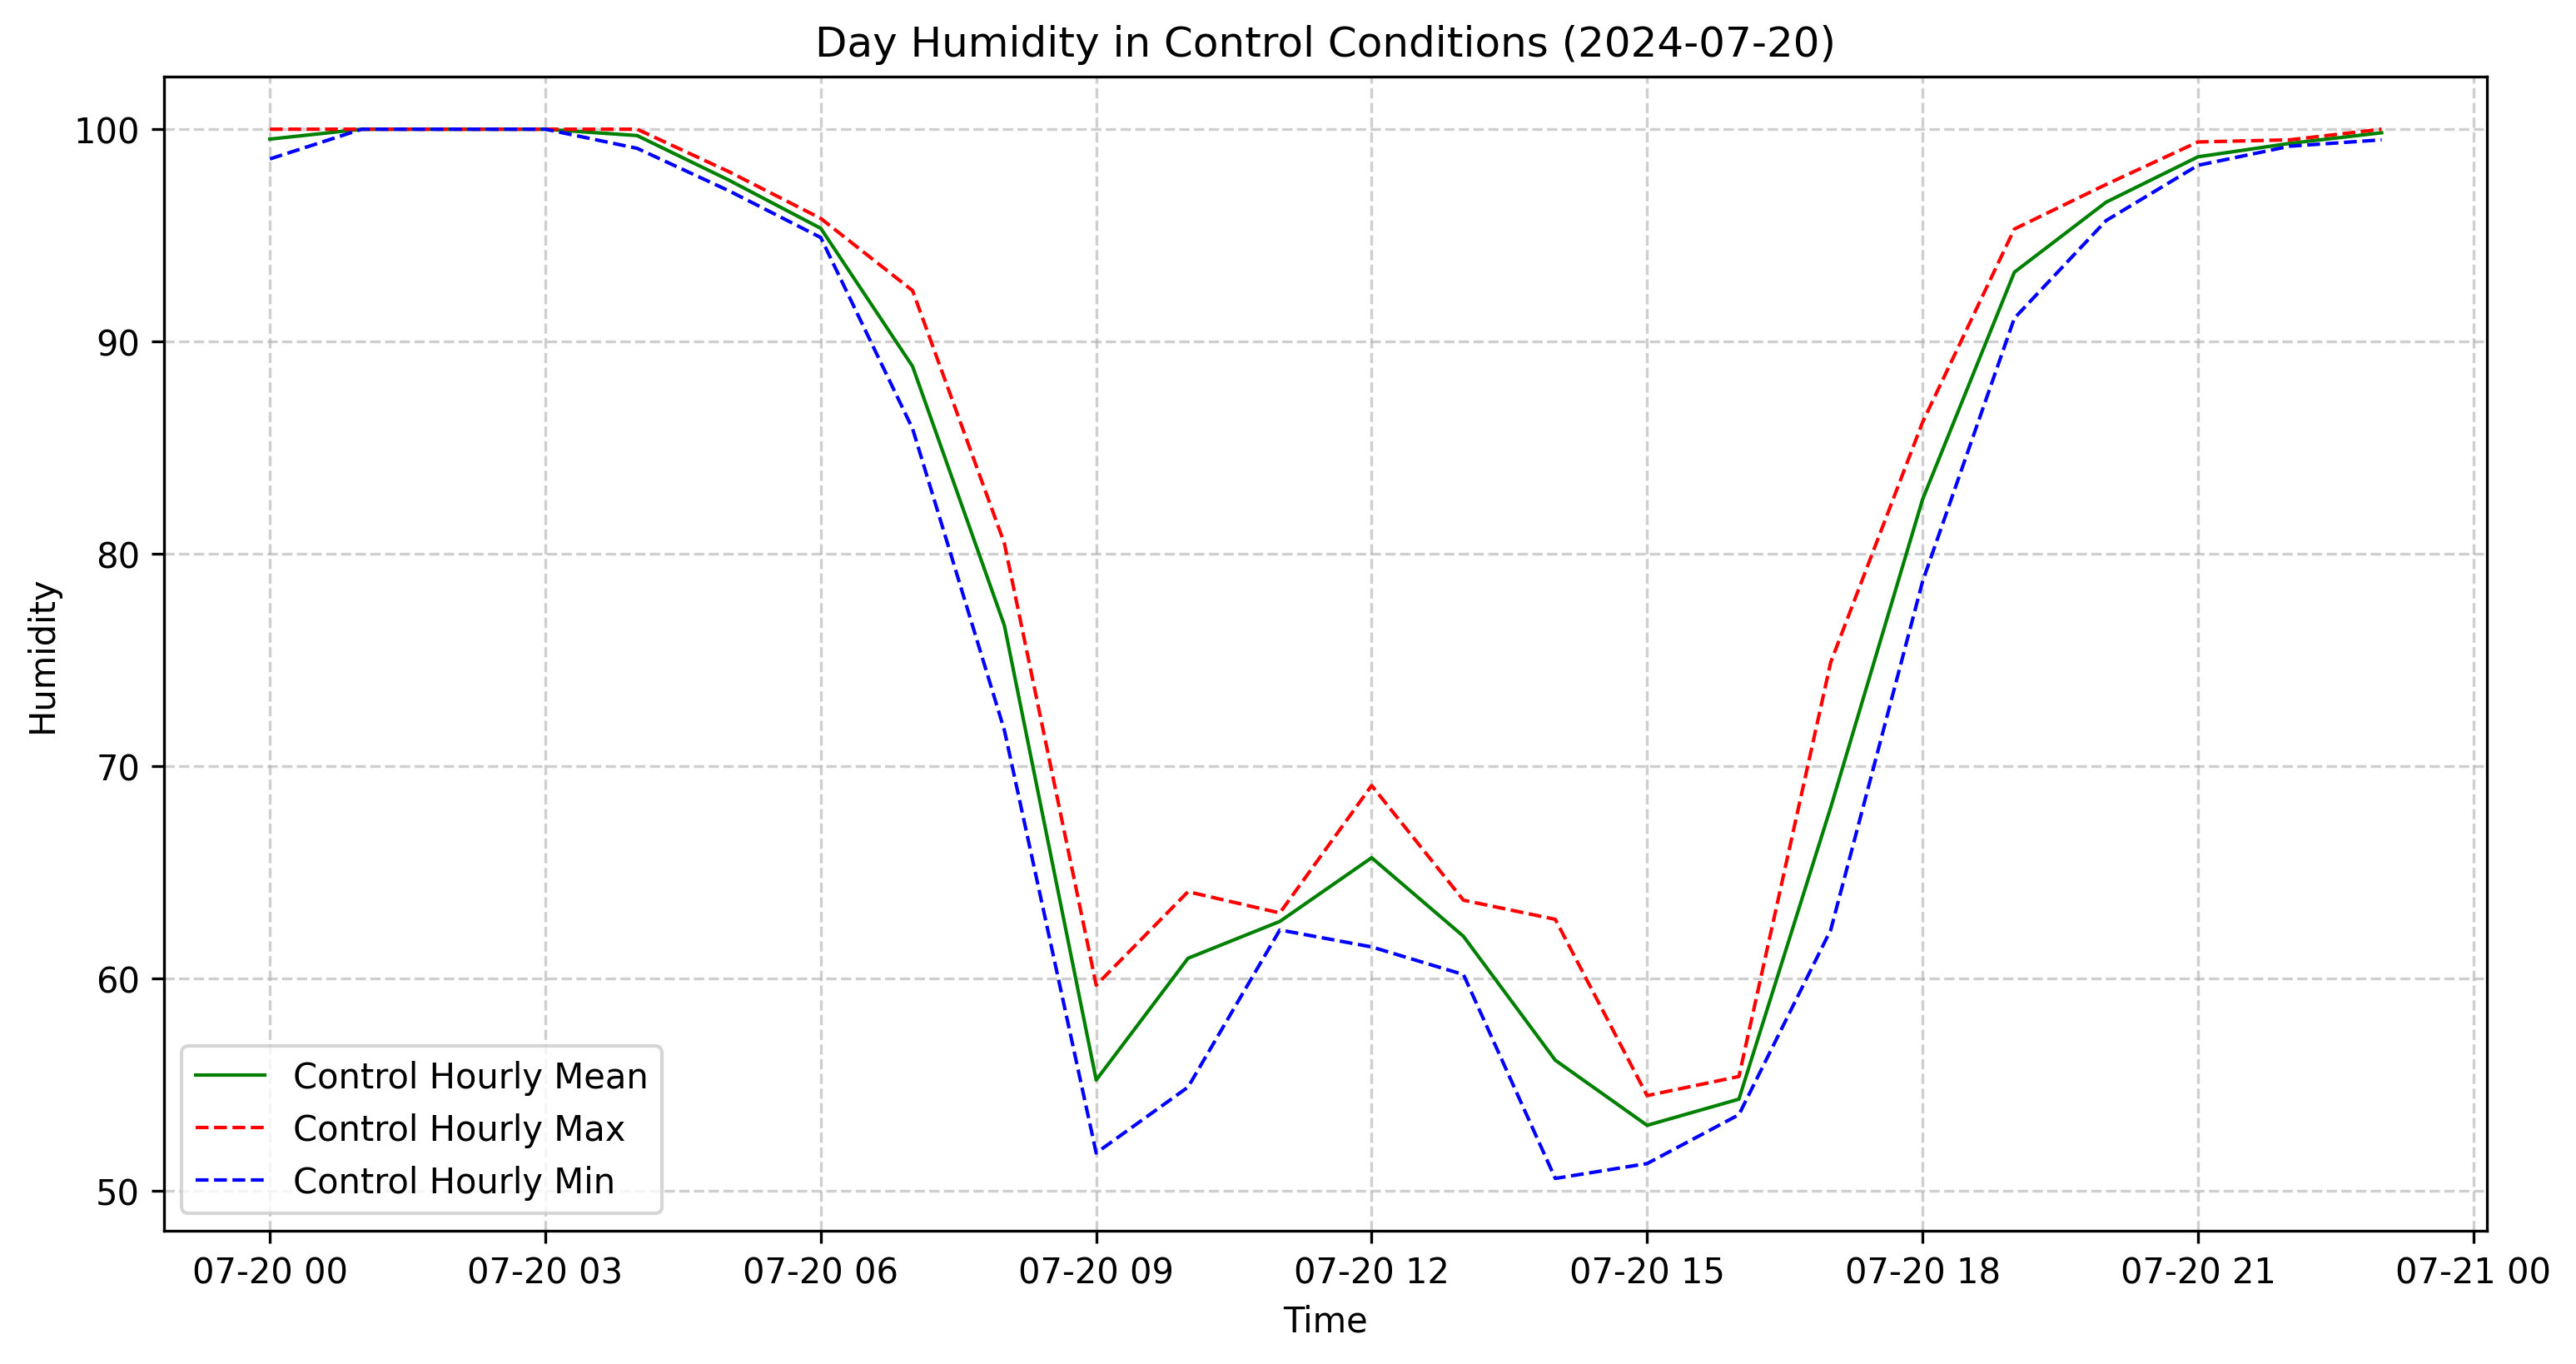 Day Humidity in Control Conditions (2024-07-20)
100
90
80
70
60
50
Humidity
Control Hourly Mean
Control Hourly Max
Control Hourly Min
07-20 00 07-20 03 07-20 06 07-20 09 07-20 12 07-20 15 07-20 18 07-20 21 07-21 00
Time